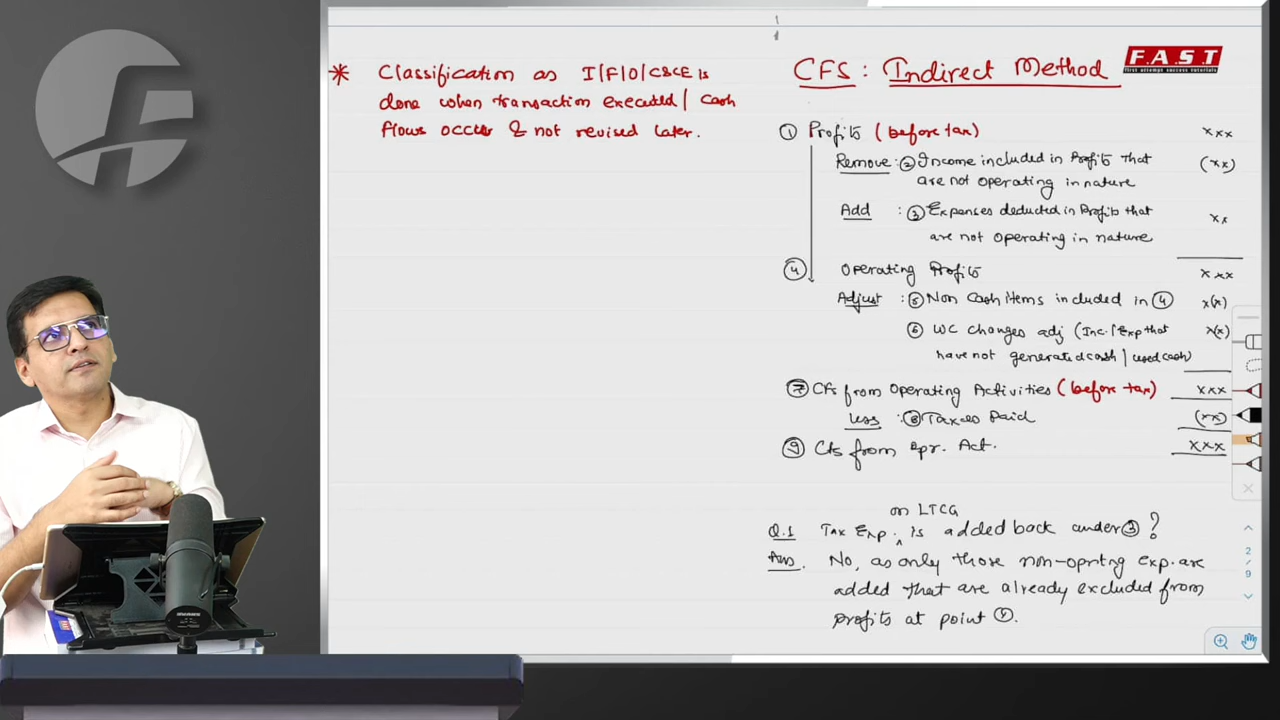 * Classification as I/F/O/C&CE is
done when transaction executed / Cash
flows occur & not revised later.
CFS : Indirect Method
F.A.S.T
first attempt success tutorials
① Profits (before tax) xxx
Remove : ② Income included in Profits that (xx)
are not operating in nature
Add : ③ Expenses deducted in Profits that xx
are not operating in nature
④ Operating Profits xxx
Adjust : ⑤ Non Cash items included in ④ x(x)
⑥ WC changes adj (Inc./Exp that x(x)
have not generated cash / used cash)
⑦ CFs from Operating Activities (before tax) xxx
Less : ⑧ Taxes Paid (xx)
⑨ Cfs from Opr. Act. xxx
on LTCG
Q.1 Tax Exp. ^ is added back under ③ ?
Ans. No, as only those non-oprtng exp. are
added that are already excluded from
profits at point
2
9